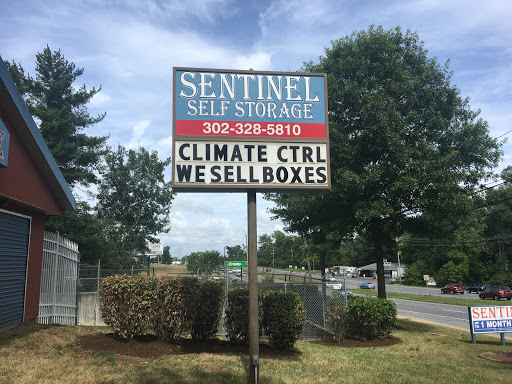 SENTINEL
SELF STORAGE
302-328-5810
CLIMATE CTRL
WE SELL BOXES
SENTIN
1 MONTH